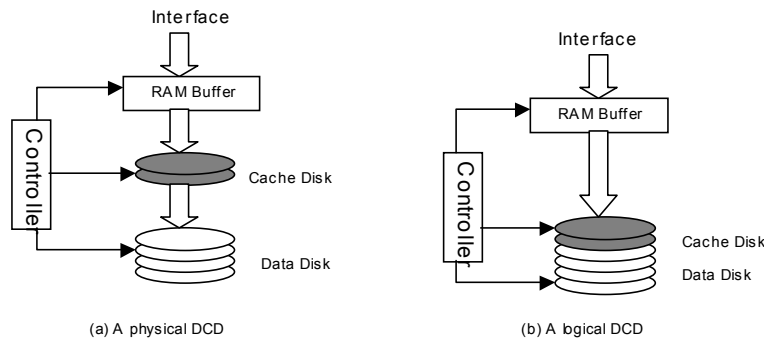 Interface
RAM Buffer
Controller
Cache Disk
Data Disk
(a) A physical DCD
Interface
RAM Buffer
Controller
Cache Disk
Data Disk
(b) A logical DCD